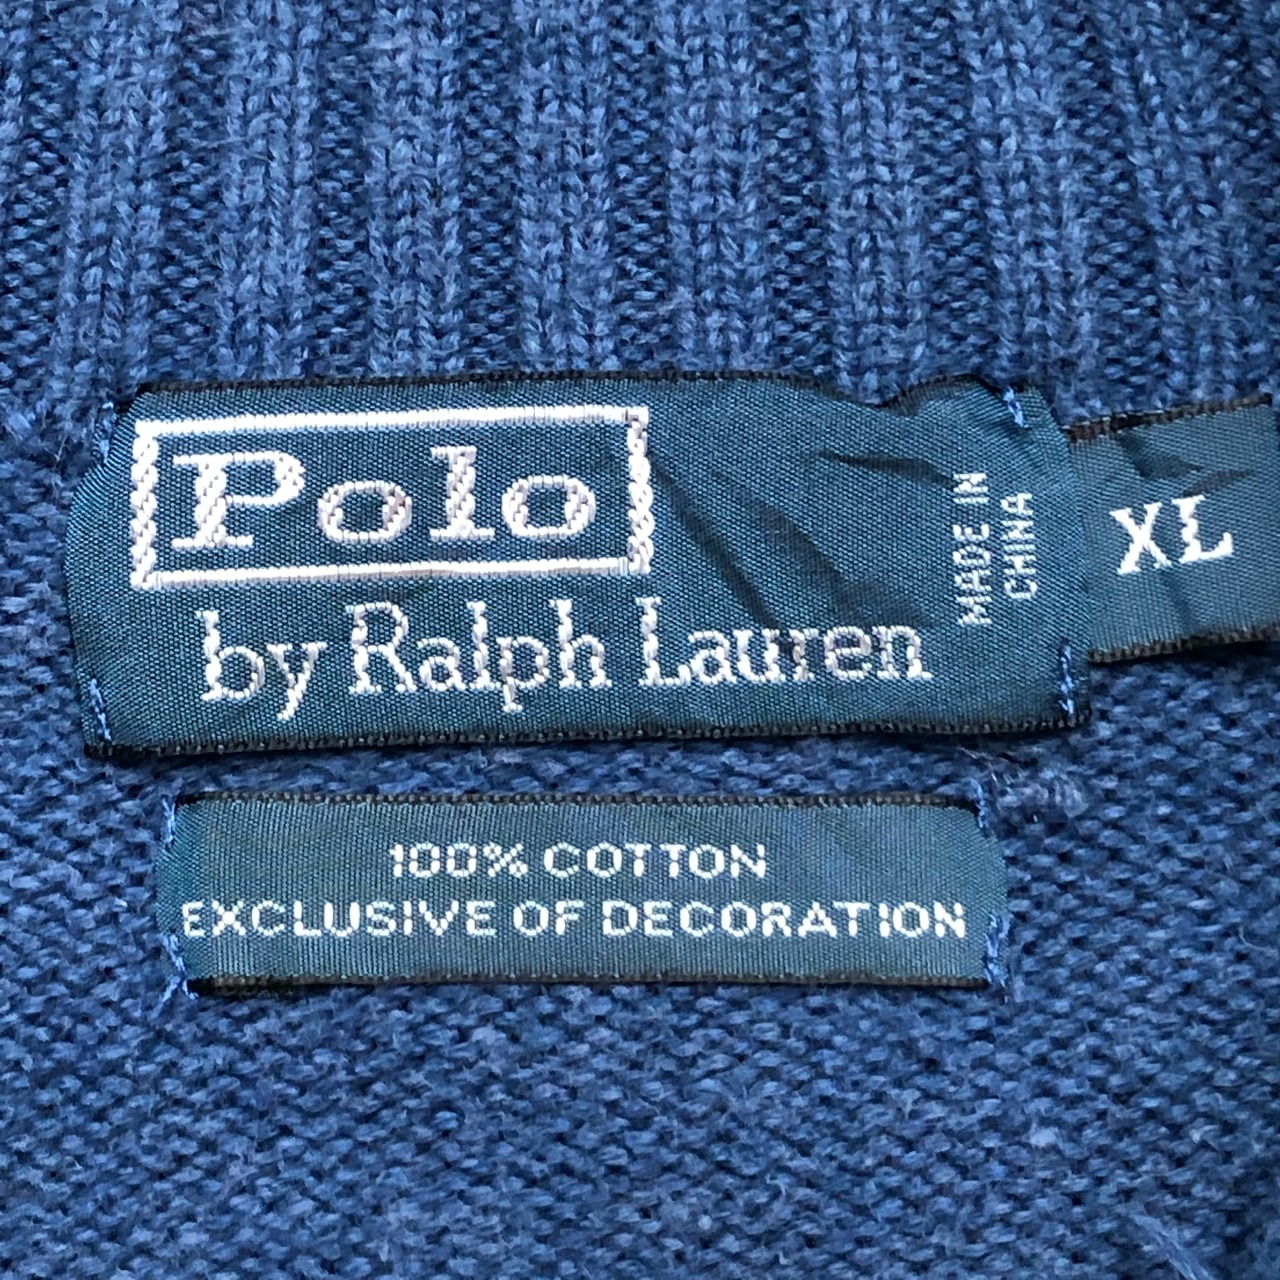 Polo
by Ralph Lauren
MADE IN
CHINA
XL
100% COTTON
EXCLUSIVE OF DECORATION